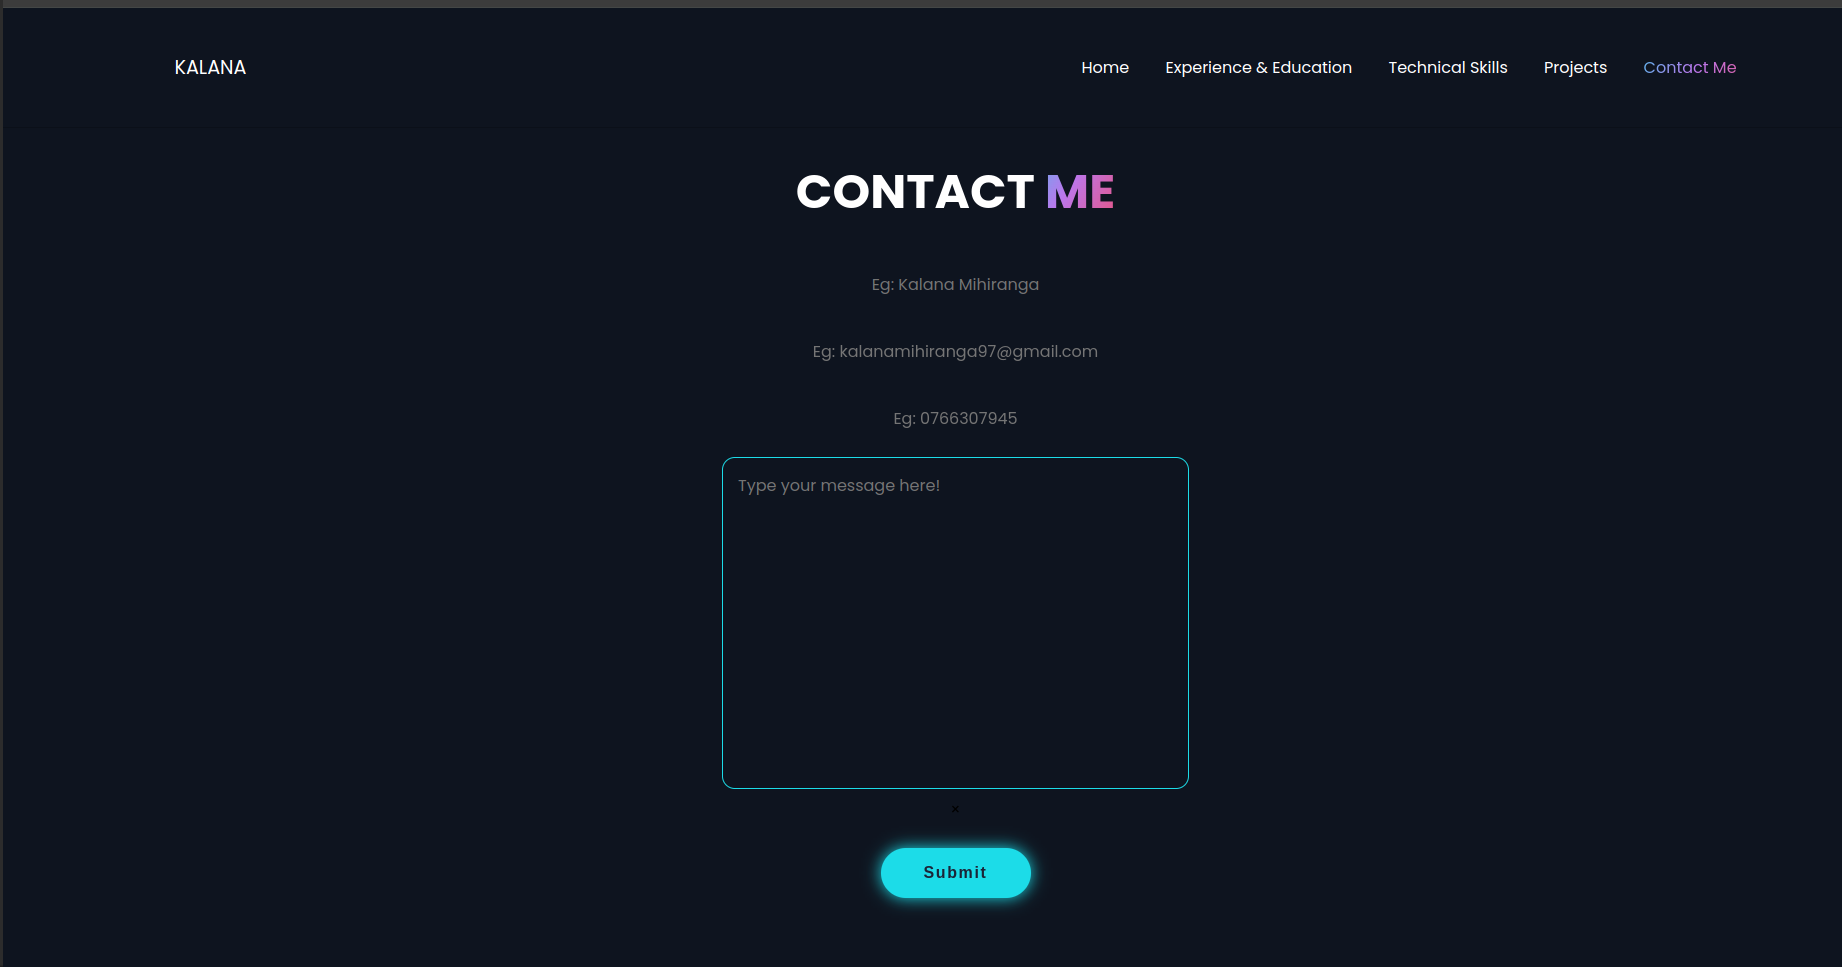 KALANA
Home Experience & Education Technical Skills Projects Contact Me
CONTACT ME
Eg: Kalana Mihiranga
Eg: kalanamihiranga97@gmail.com
Eg: 0766307945
Type your message here!
×
Submit